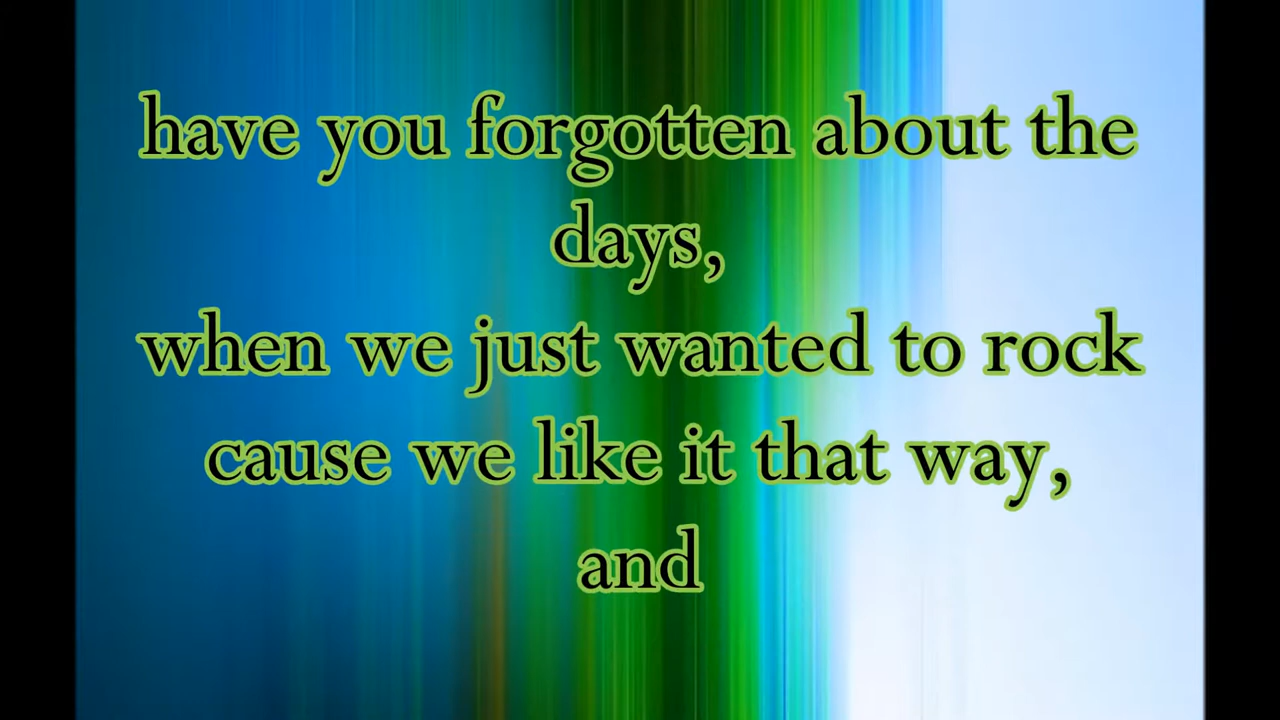 have you forgotten about the
days,
when we just wanted to rock
cause we like it that way,
and